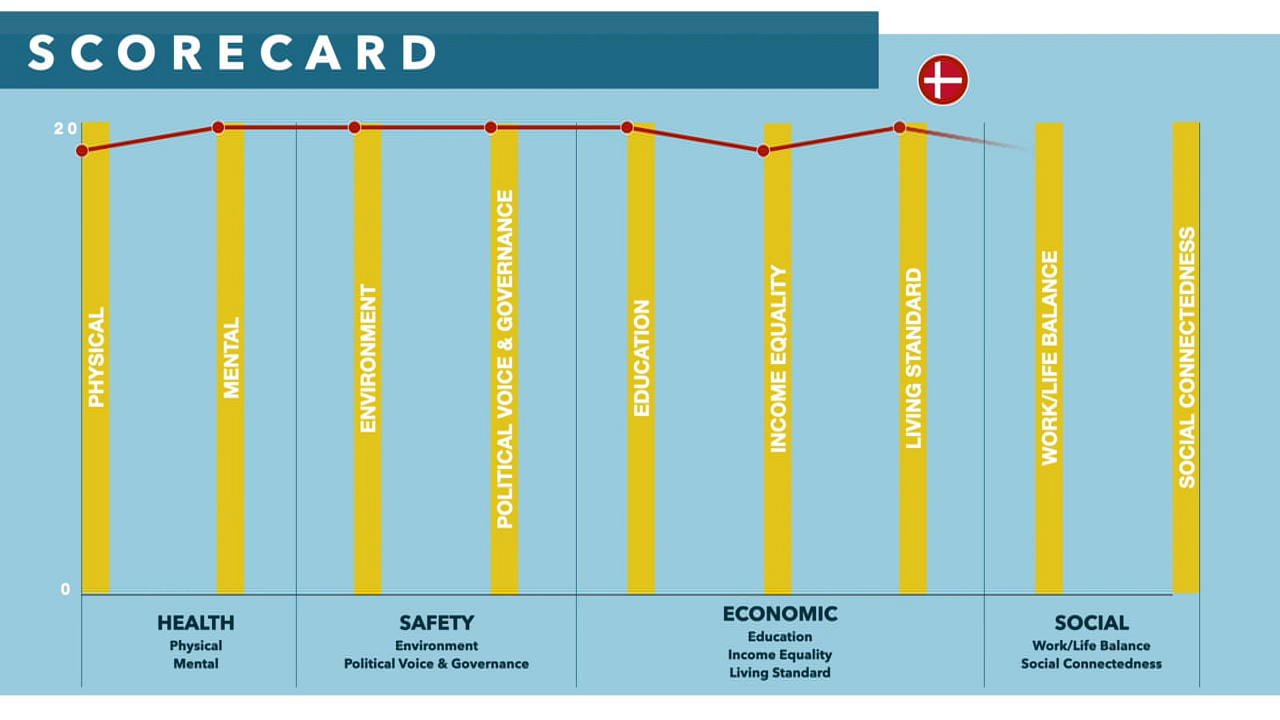 SCORECARD
20
0
PHYSICAL
MENTAL
ENVIRONMENT
POLITICAL VOICE & GOVERNANCE
EDUCATION
INCOME EQUALITY
LIVING STANDARD
WORK/LIFE BALANCE
SOCIAL CONNECTEDNESS
HEALTH
Physical
Mental
SAFETY
Environment
Political Voice & Governance
ECONOMIC
Education
Income Equality
Living Standard
SOCIAL
Work/Life Balance
Social Connectedness